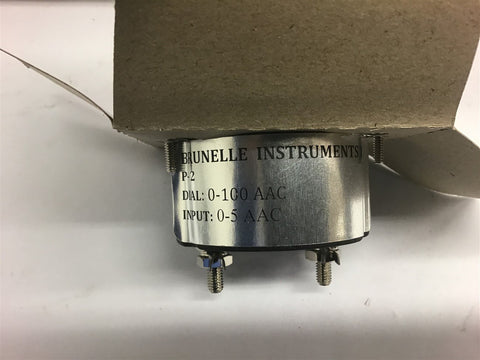 BRUNELLE INSTRUMENTS
P-2
DIAL: 0-100 AAC
INPUT: 0-5 AAC